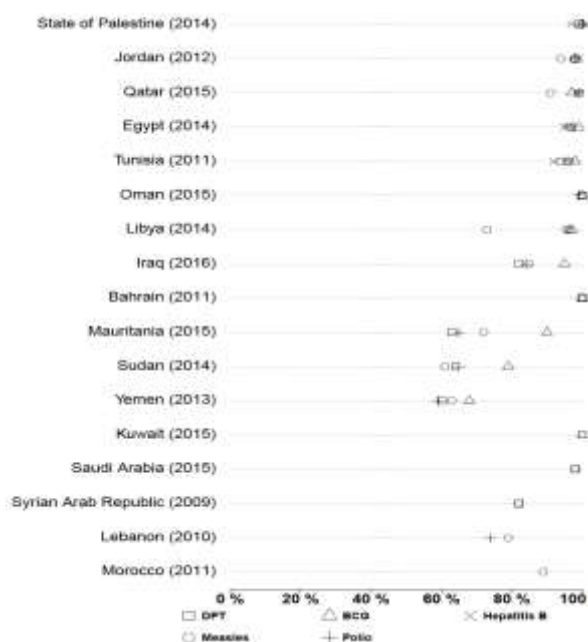 State of Palestine (2014)
Jordan (2012)
Qatar (2015)
Egypt (2014)
Tunisia (2011)
Oman (2015)
Libya (2014)
Iraq (2016)
Bahrain (2011)
Mauritania (2015)
Sudan (2014)
Yemen (2013)
Kuwait (2015)
Saudi Arabia (2015)
Syrian Arab Republic (2009)
Lebanon (2010)
Morocco (2011)
0 % 20 % 40 % 60 % 80 % 100
DPT BCG Hepatitis B
Measles Polio